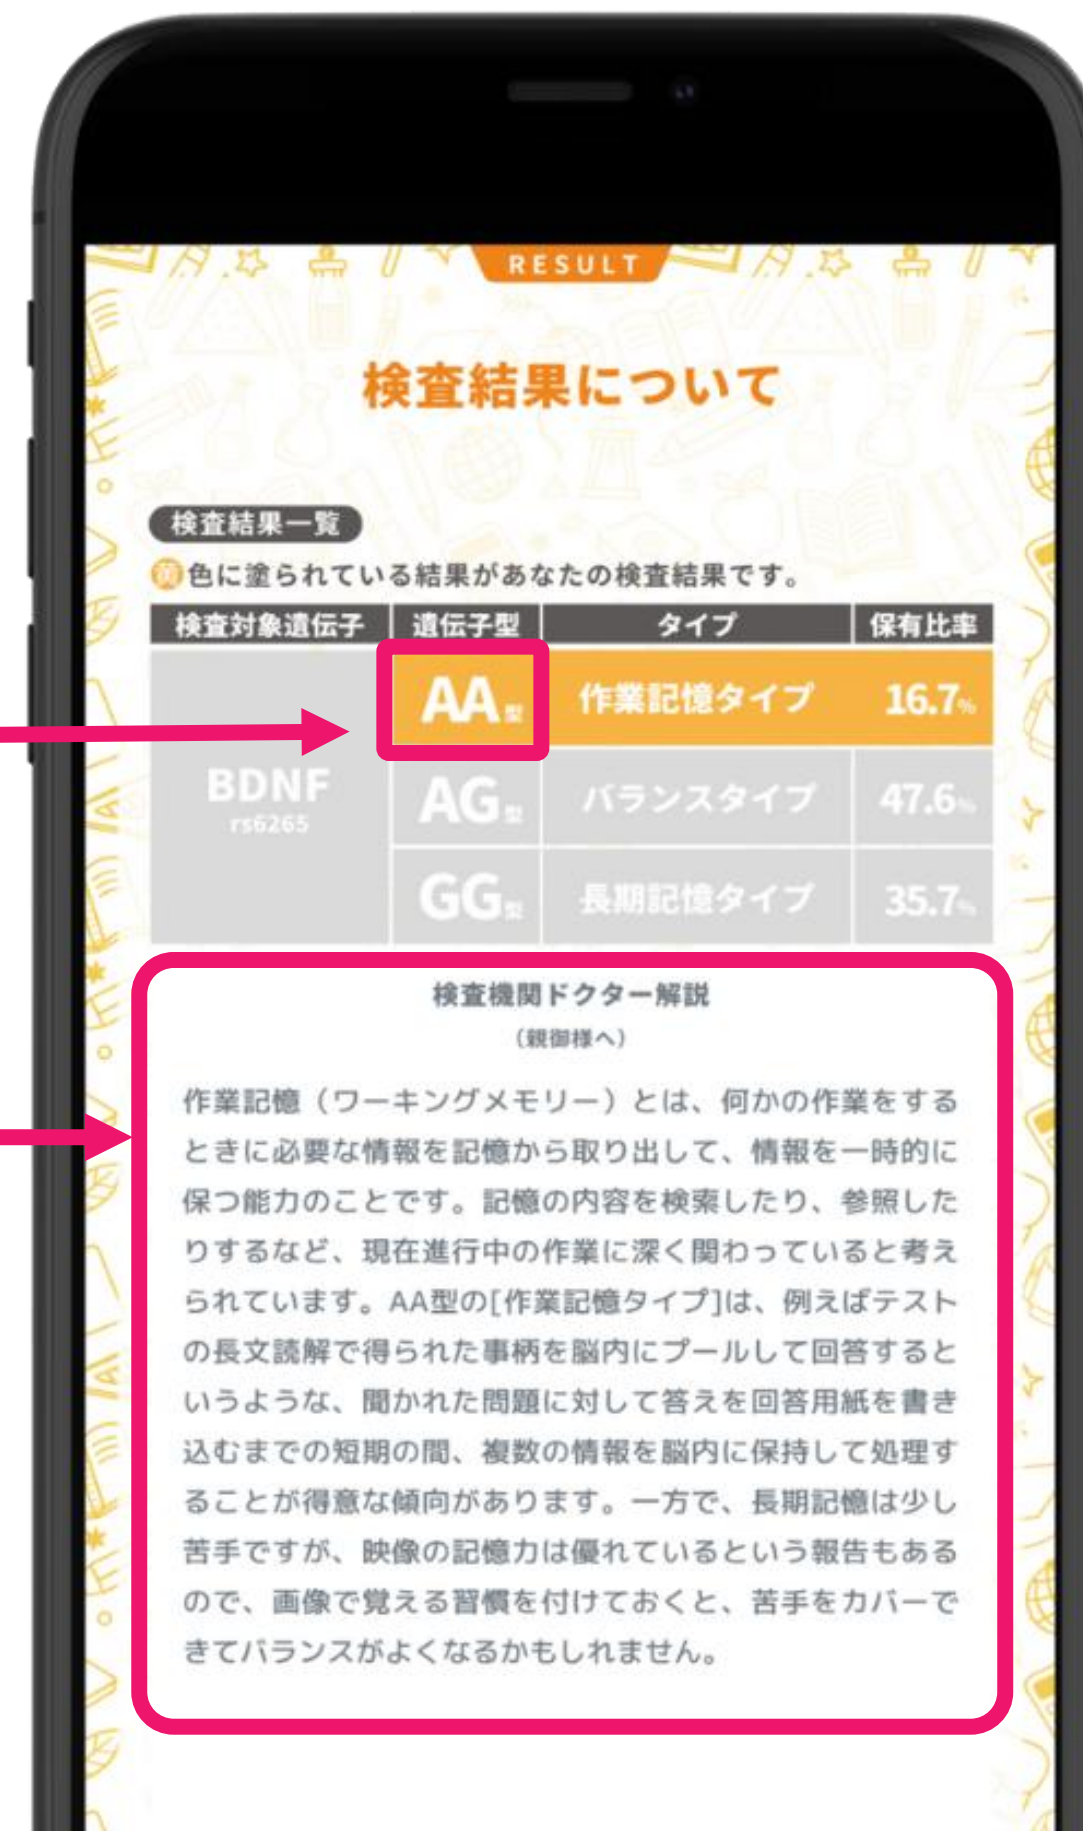 RESULT
検査結果について
検査結果一覧
黄色に塗られている結果があなたの検査結果です。
検査対象遺伝子 遺伝子型 タイプ 保有比率
AA型 作業記憶タイプ 16.7%
BDNF
rs6265
AG型 バランスタイプ 47.6%
GG型 長期記憶タイプ 35.7%
検査機関ドクター解説
（親御様へ）
作業記憶（ワーキングメモリー）とは、何かの作業をする
ときに必要な情報を記憶から取り出して、情報を一時的に
保つ能力のことです。記憶の内容を検索したり、参照した
りするなど、現在進行中の作業に深く関わっていると考え
られています。AA型の[作業記憶タイプ]は、例えばテスト
の長文読解で得られた事柄を脳内にプールして回答すると
いうような、聞かれた問題に対して答えを回答用紙を書き
込むまでの短期の間、複数の情報を脳内に保持して処理す
ることが得意な傾向があります。一方で、長期記憶は少し
苦手ですが、映像の記憶力は優れているという報告もある
ので、画像で覚える習慣を付けておくと、苦手をカバーで
きてバランスがよくなるかもしれません。